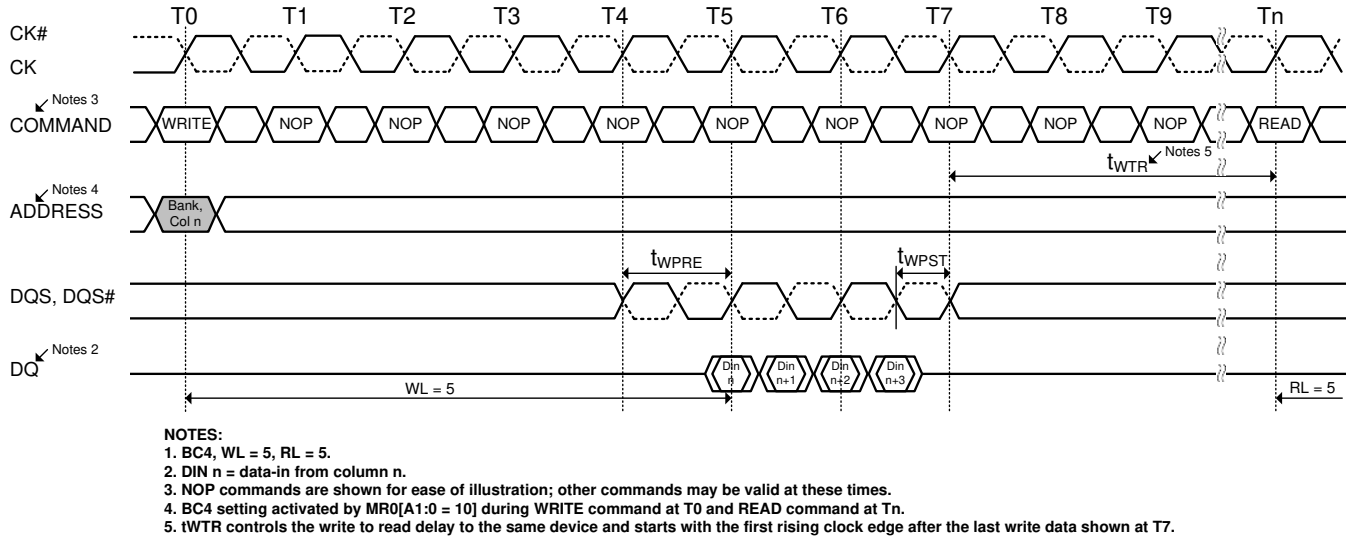 T0 T1 T2 T3 T4 T5 T6 T7 T8 T9 Tn
CK#
CK
Notes 3
COMMAND WRITE NOP NOP NOP NOP NOP NOP NOP NOP NOP READ
tWTR Notes 5
Notes 4
ADDRESS
Bank,
Col n
tWPRE tWPST
DQS, DQS#
Notes 2
DQ
Din Din Din Din
n n+1 n+2 n+3
WL = 5 RL = 5
NOTES:
1. BC4, WL = 5, RL = 5.
2. DIN n = data-in from column n.
3. NOP commands are shown for ease of illustration; other commands may be valid at these times.
4. BC4 setting activated by MR0[A1:0 = 10] during WRITE command at T0 and READ command at Tn.
5. tWTR controls the write to read delay to the same device and starts with the first rising clock edge after the last write data shown at T7.